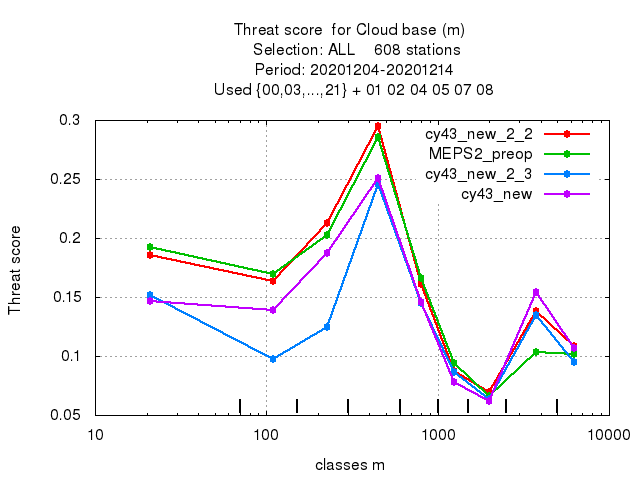 Threat score  for Cloud base (m)
Selection: ALL    608 stations
Period: 20201204-20201214
Used {00,03,...,21} + 01 02 04 05 07 08
0.3
0.25
0.2
0.15
0.1
0.05
Threat score
cy43_new_2_2
MEPS2_preop
cy43_new_2_3
cy43_new
10
100
1000
10000
classes m